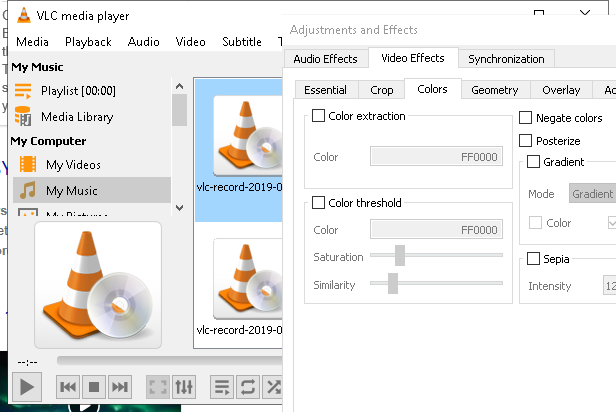 VLC media player
Media Playback Audio Video Subtitle
My Music
Playlist [00:00]
Media Library
My Computer
My Videos
My Music
My Pictures
vlc-record-2019-0
vlc-record-2019-0
--:--
Adjustments and Effects
Audio Effects Video Effects Synchronization
Essential Crop Colors Geometry Overlay
Color extraction
Color FF0000
Color threshold
Color FF0000
Saturation
Similarity
Negate colors
Posterize
Gradient
Mode Gradient
Color
Sepia
Intensity 12